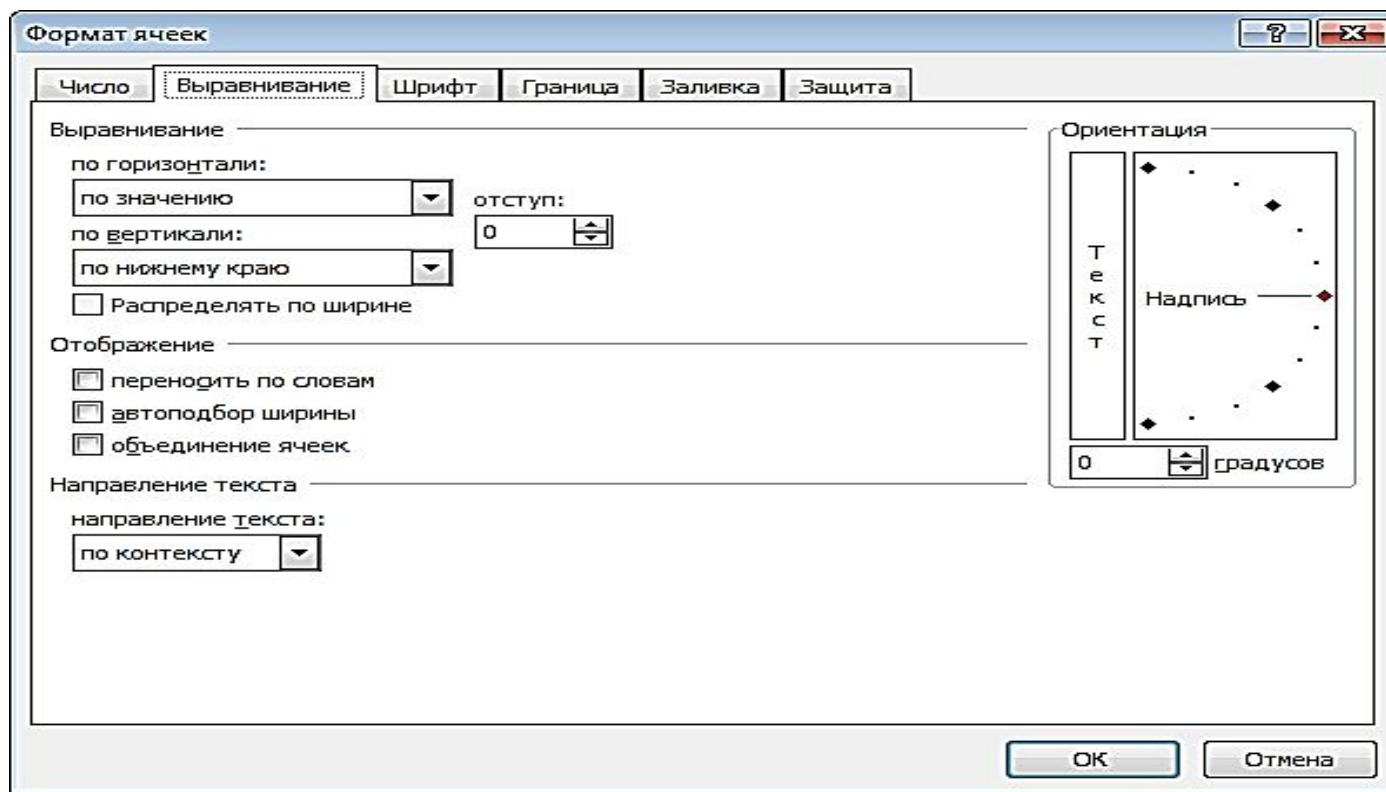 Формат ячеек
Число Выравнивание Шрифт Граница Заливка Защита
Выравнивание
по горизонтали:
по значению
отступ:
0
по вертикали:
по нижнему краю
Распределять по ширине
Отображение
переносить по словам
автоподбор ширины
объединение ячеек
Направление текста
направление текста:
по контексту
Ориентация
Текст
Надпись
0 градусов
ОК Отмена